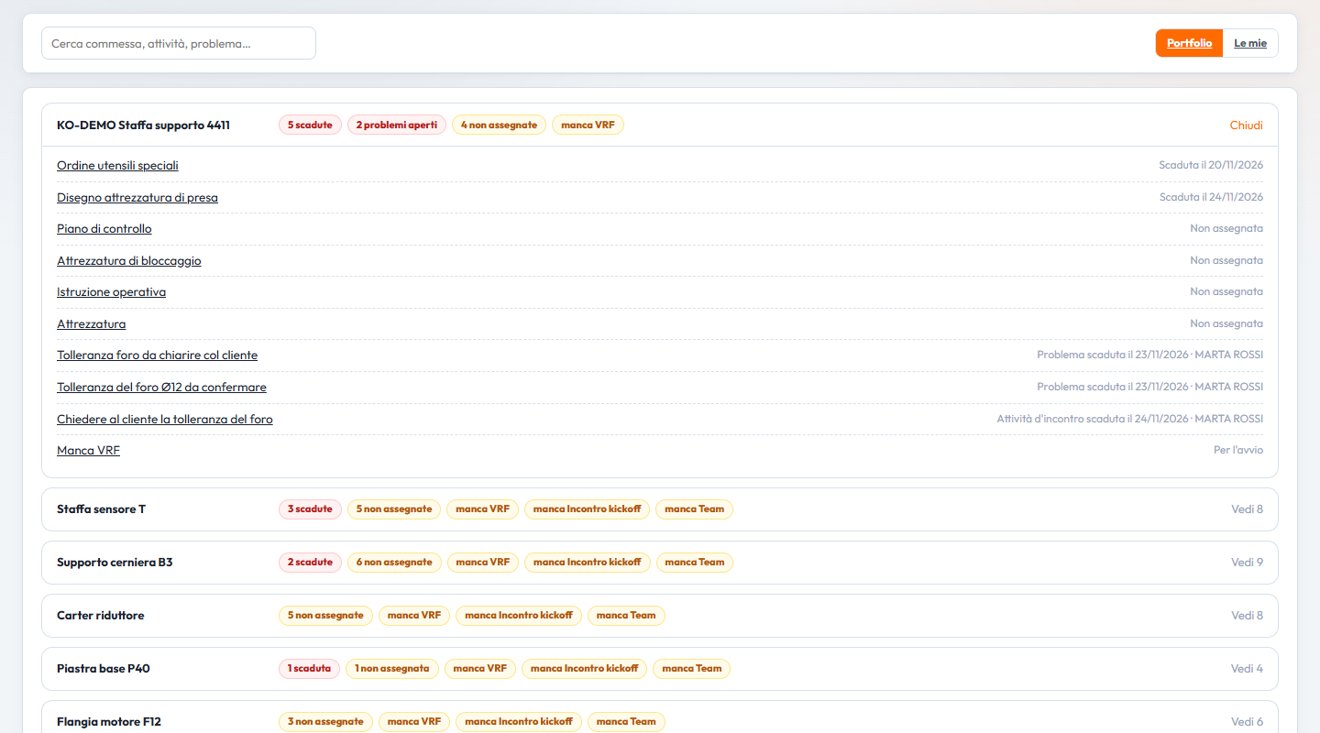 Cerca commessa, attività, problema... Portfolio Le mie
KO-DEMO Staffa supporto 4411 5 scadute 2 problemi aperti 4 non assegnate manca VRF Chiudi
Ordine utensili speciali Scaduta il 20/11/2026
Disegno attrezzatura di presa Scaduta il 24/11/2026
Piano di controllo Non assegnata
Attrezzatura di bloccaggio Non assegnata
Istruzione operativa Non assegnata
Attrezzatura Non assegnata
Tolleranza foro da chiarire col cliente Problema scaduta il 23/11/2026 · MARTA ROSSI
Tolleranza del foro Ø12 da confermare Problema scaduta il 23/11/2026 · MARTA ROSSI
Chiedere al cliente la tolleranza del foro Attività d'incontro scaduta il 24/11/2026 · MARTA ROSSI
Manca VRF Per l'avvio
Staffa sensore T 3 scadute 5 non assegnate manca VRF manca Incontro kickoff manca Team Vedi 8
Supporto cerniera B3 2 scadute 6 non assegnate manca VRF manca Incontro kickoff manca Team Vedi 9
Carter riduttore 5 non assegnate manca VRF manca Incontro kickoff manca Team Vedi 8
Piastra base P40 1 scaduta 1 non assegnata manca VRF manca Incontro kickoff manca Team Vedi 4
Flangia motore F12 3 non assegnate manca VRF manca Incontro kickoff manca Team Vedi 6